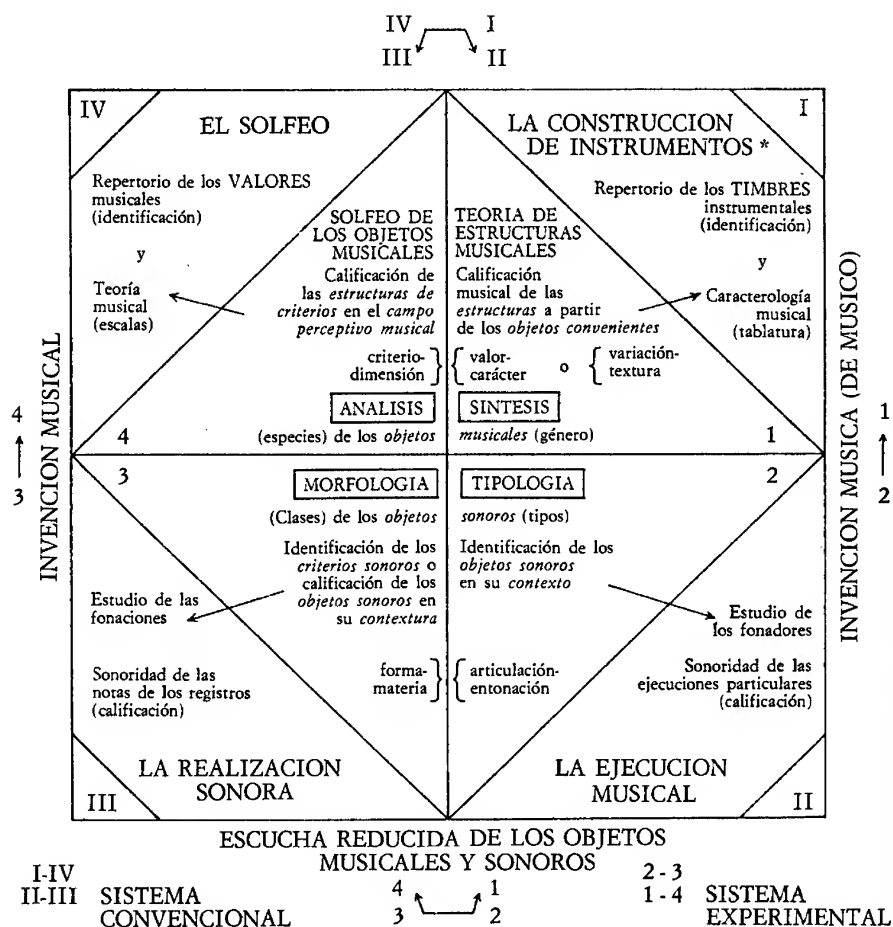 IV I
III II
IV
EL SOLFEO
Repertorio de los VALORES
musicales
(identificación)
y
Teoría
musical
(escalas)
SOLFEO DE
LOS OBJETOS
MUSICALES
Calificación de
las estructuras de
criterios en el campo
perceptivo musical
criterio-
dimensión
ANALISIS
(especies) de los objetos
4
I
LA CONSTRUCCION
DE INSTRUMENTOS *
Repertorio de los TIMBRES
instrumentales
(identificación)
y
Caracterología
musical
(tablatura)
TEORIA DE
ESTRUCTURAS
MUSICALES
Calificación
musical de las
estructuras a partir
de los objetos convenientes
valor-
carácter
o
variación-
textura
SINTESIS
musicales (género)
1
INVENCION MUSICAL
4
3
INVENCION MUSICA (DE MUSICO)
1
2
3
MORFOLOGIA
(Clases) de los objetos
Identificación de los
criterios sonoros o
calificación de los
objetos sonoros en
su contextura
Estudio de las
fonaciones
Sonoridad de las
notas de los registros
(calificación)
forma-
materia
LA REALIZACION
SONORA
III
2
TIPOLOGIA
sonoros (tipos)
Identificación de los
objetos sonoros
en su contexto
Estudio de
los fonadores
Sonoridad de las
ejecuciones particulares
(calificación)
articulación-
entonación
LA EJECUCION
MUSICAL
II
ESCUCHA REDUCIDA DE LOS OBJETOS
MUSICALES Y SONOROS
I-IV
II-III SISTEMA
CONVENCIONAL
4 1
3 2
2-3
1-4 SISTEMA
EXPERIMENTAL